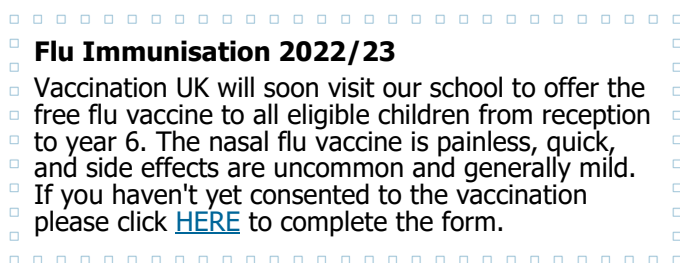 Flu Immunisation 2022/23
Vaccination UK will soon visit our school to offer the
free flu vaccine to all eligible children from reception
to year 6. The nasal flu vaccine is painless, quick,
and side effects are uncommon and generally mild.
If you haven't yet consented to the vaccination
please click HERE to complete the form.